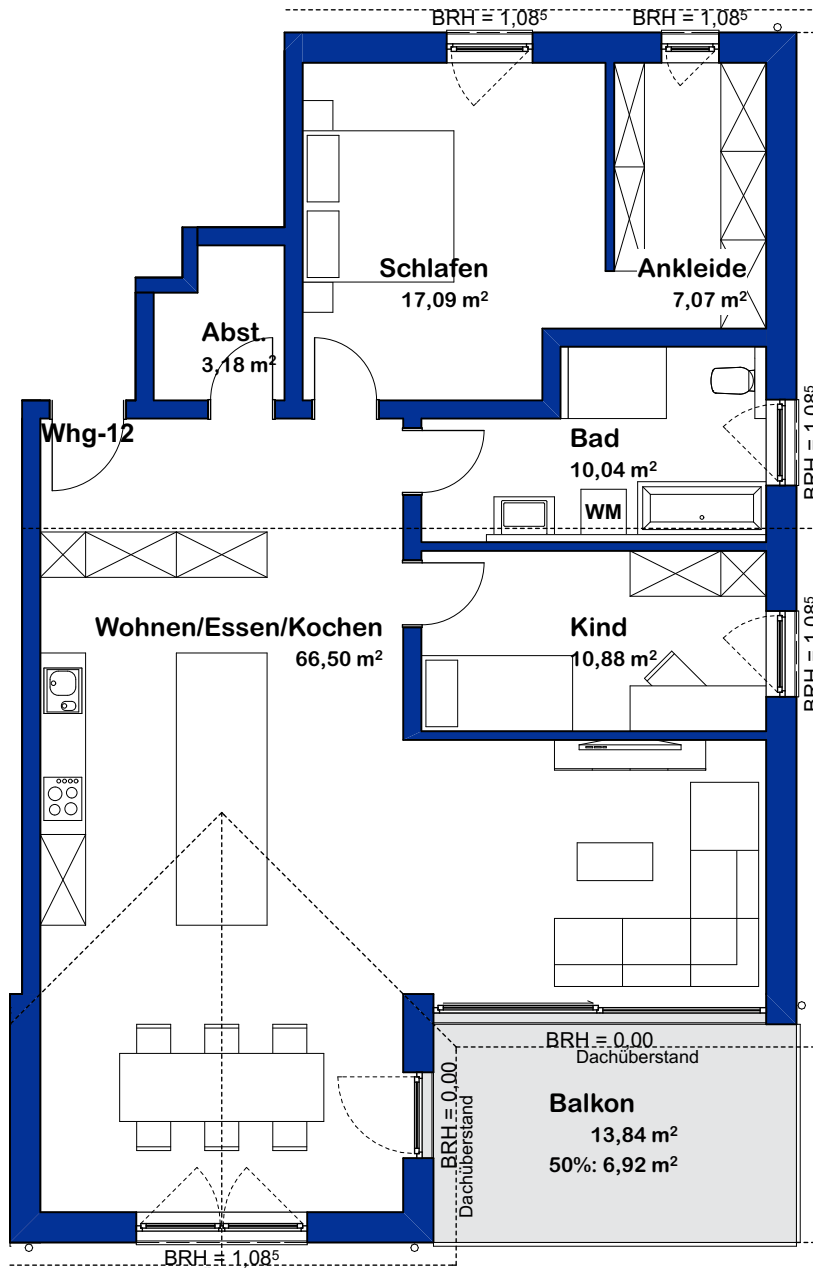 BRH = 1,08⁵
BRH = 1,08⁵
Schlafen
17,09 m²
Ankleide
7,07 m²
Abst.
3,18 m²
Whg-12
Bad
10,04 m²
BRH = 1,08⁵
WM
Wohnen/Essen/Kochen
66,50 m²
Kind
10,88 m²
BRH = 1,08⁵
BRH = 0,00
Dachüberstand
BRH = 0,00
Dachüberstand
Balkon
13,84 m²
50%: 6,92 m²
BRH = 1,08⁵